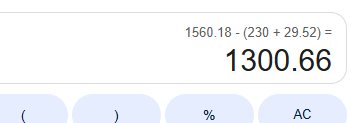 1560.18 - (230 + 29.52) =
1300.66
( ) % AC